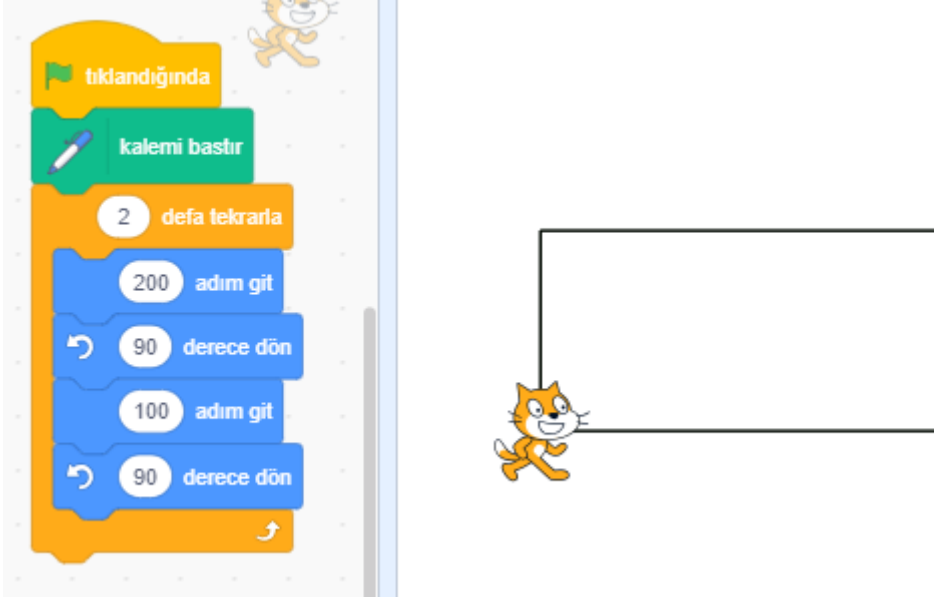 tıklandığında
kalemi bastır
2 defa tekrarla
200 adım git
90 derece dön
100 adım git
90 derece dön